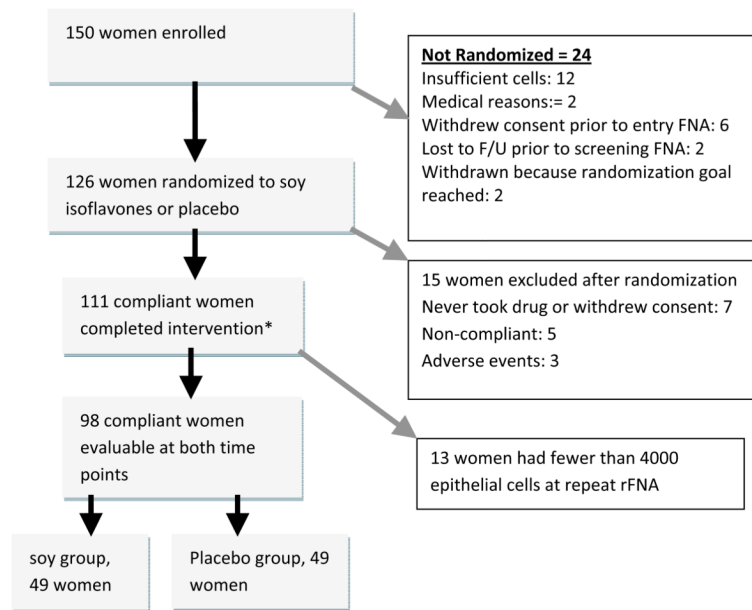 150 women enrolled
Not Randomized = 24
Insufficient cells: 12
Medical reasons:= 2
Withdrew consent prior to entry FNA: 6
Lost to F/U prior to screening FNA: 2
Withdrawn because randomization goal
reached: 2
126 women randomized to soy
isoflavones or placebo
15 women excluded after randomization
Never took drug or withdrew consent: 7
Non-compliant: 5
Adverse events: 3
111 compliant women
completed intervention*
98 compliant women
evaluable at both time
points
13 women had fewer than 4000
epithelial cells at repeat rFNA
soy group,
49 women
Placebo group, 49
women